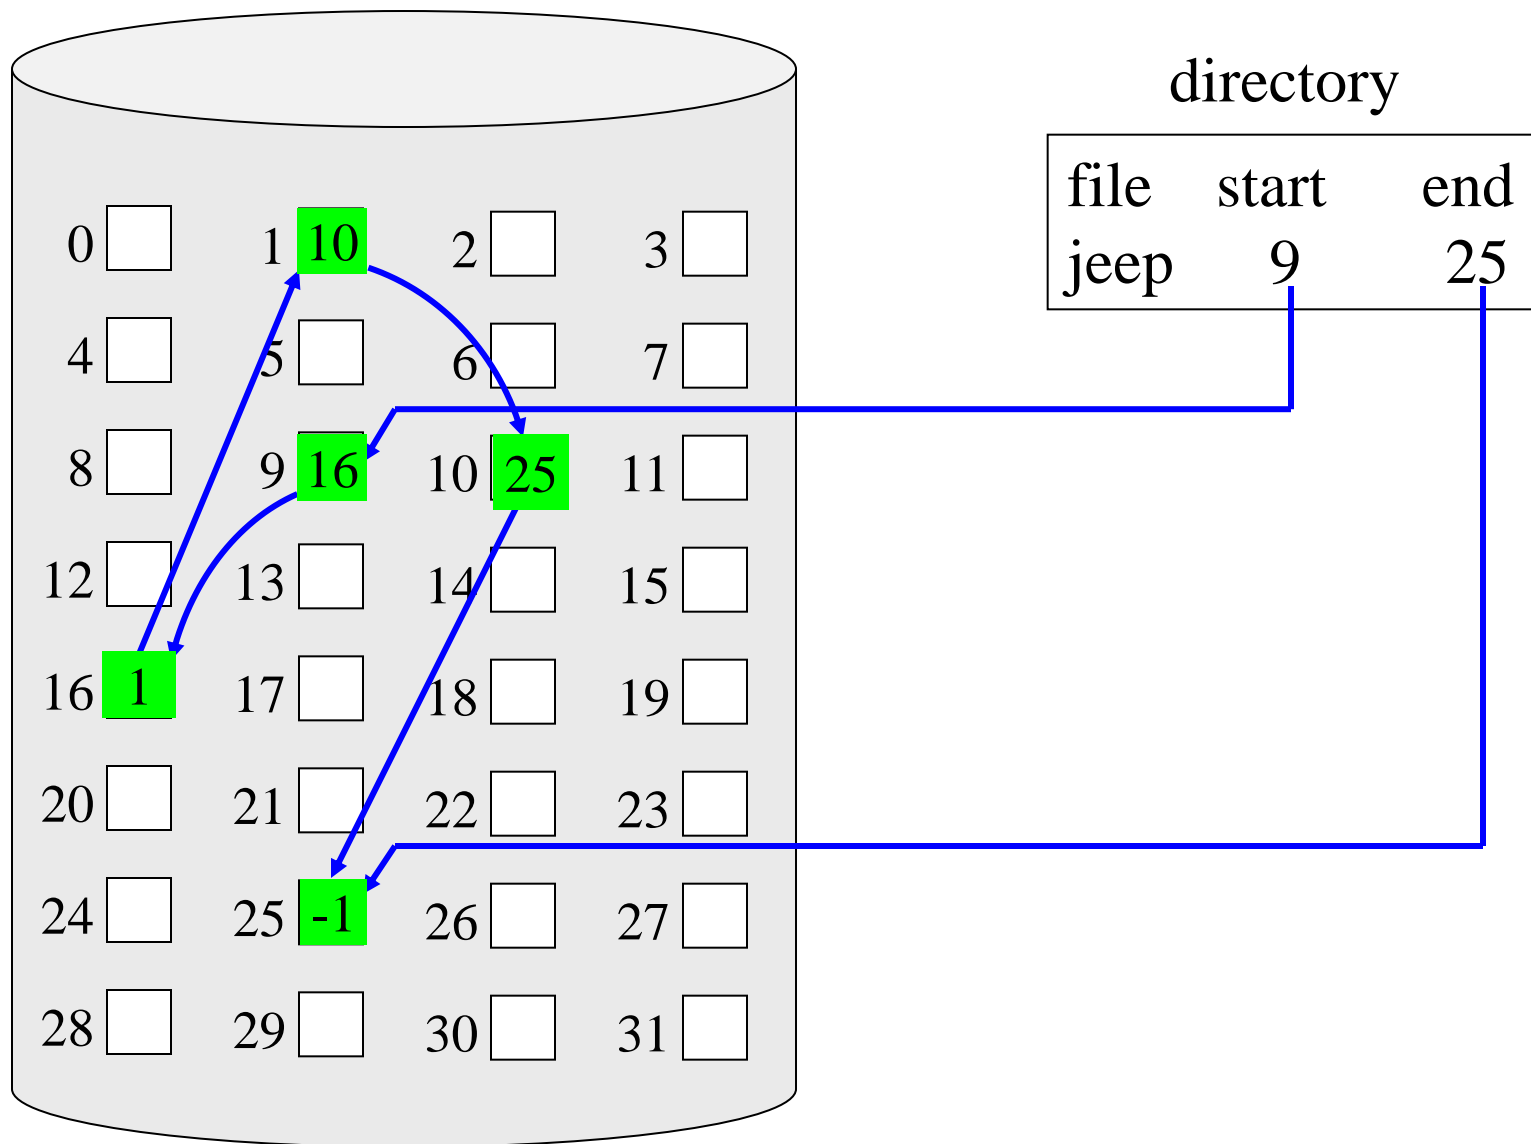 directory
file start end
jeep 9 25
0 1 10 2 3
4 5 6 7
8 9 16 10 25 11
12 13 14 15
16 1 17 18 19
20 21 22 23
24 25 -1 26 27
28 29 30 31